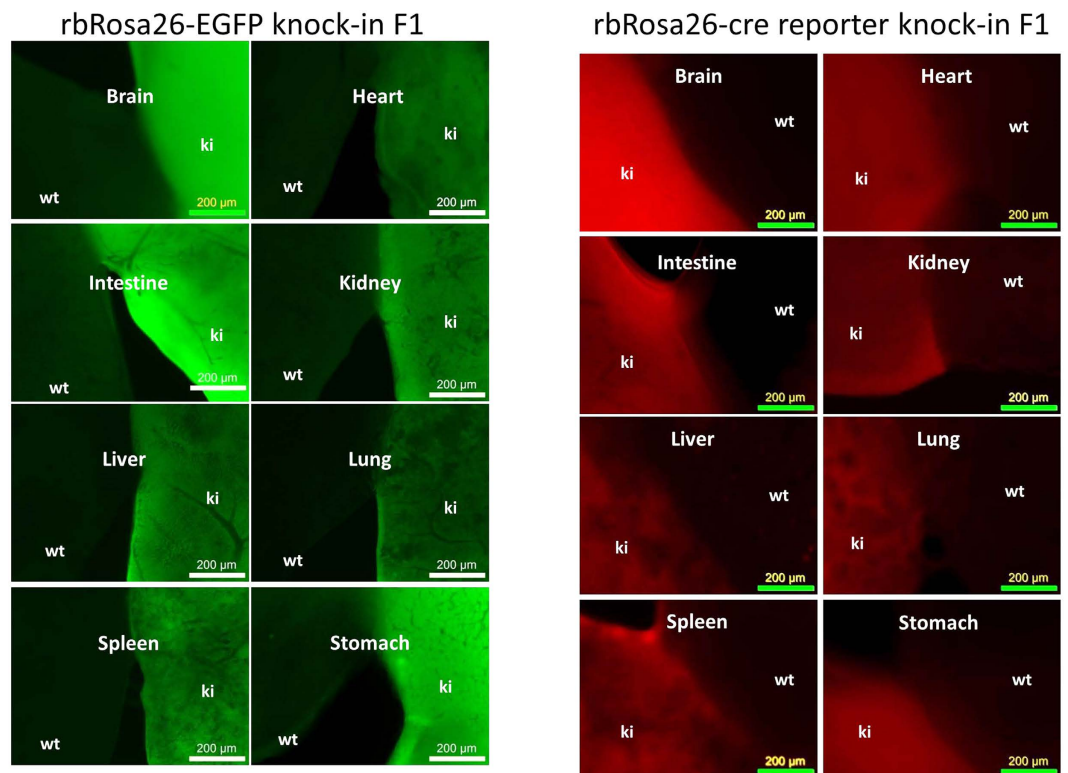 rbRosa26-EGFP knock-in F1
Brain
ki
wt
200 µm
Heart
ki
wt
200 µm
Intestine
ki
wt
200 µm
Kidney
ki
wt
200 µm
Liver
ki
wt
200 µm
Lung
ki
wt
200 µm
Spleen
ki
wt
200 µm
Stomach
ki
wt
200 µm
rbRosa26-cre reporter knock-in F1
Brain
wt
ki
200 µm
Heart
wt
ki
200 µm
Intestine
wt
ki
200 µm
Kidney
wt
ki
200 µm
Liver
wt
ki
200 µm
Lung
wt
ki
200 µm
Spleen
wt
ki
200 µm
Stomach
wt
ki
200 µm